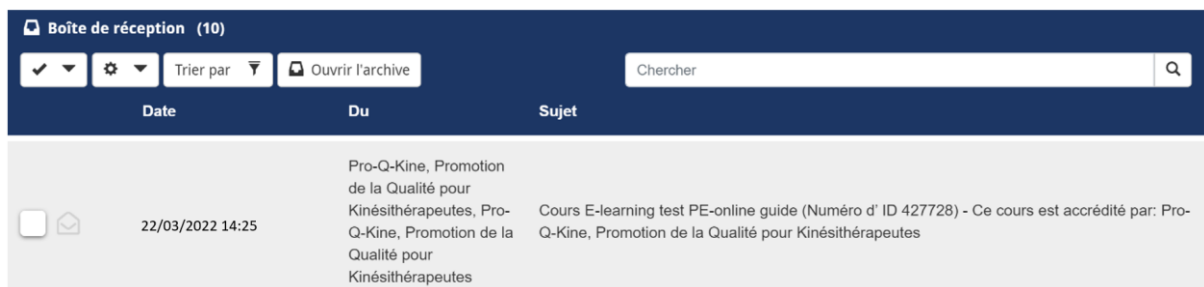 Boîte de réception (10)
Trier par
Ouvrir l'archive
Chercher
Date
Du
Sujet
22/03/2022 14:25
Pro-Q-Kine, Promotion
de la Qualité pour
Kinésithérapeutes, Pro-
Q-Kine, Promotion de la
Qualité pour
Kinésithérapeutes
Cours E-learning test PE-online guide (Numéro d' ID 427728) - Ce cours est accrédité par: Pro-
Q-Kine, Promotion de la Qualité pour Kinésithérapeutes